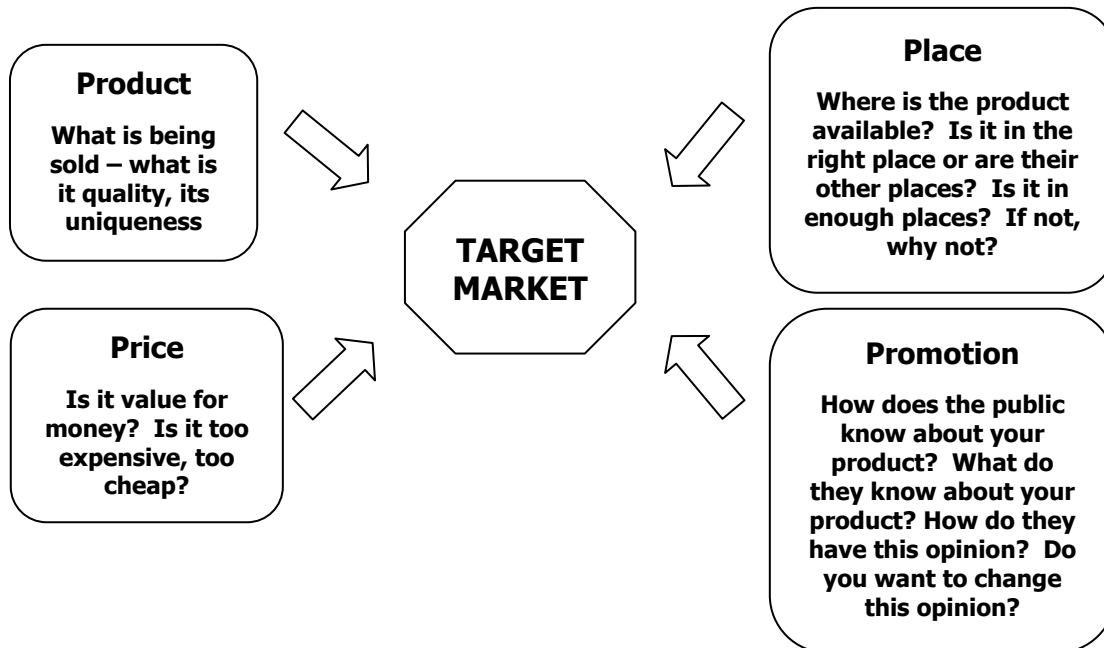 Product
What is being
sold – what is
it quality, its
uniqueness
Place
Where is the product
available?  Is it in the
right place or are their
other places?  Is it in
enough places?  If not,
why not?
TARGET
MARKET
Price
Is it value for
money?  Is it too
expensive, too
cheap?
Promotion
How does the public
know about your
product?  What do
they know about your
product? How do they
have this opinion?  Do
you want to change
this opinion?